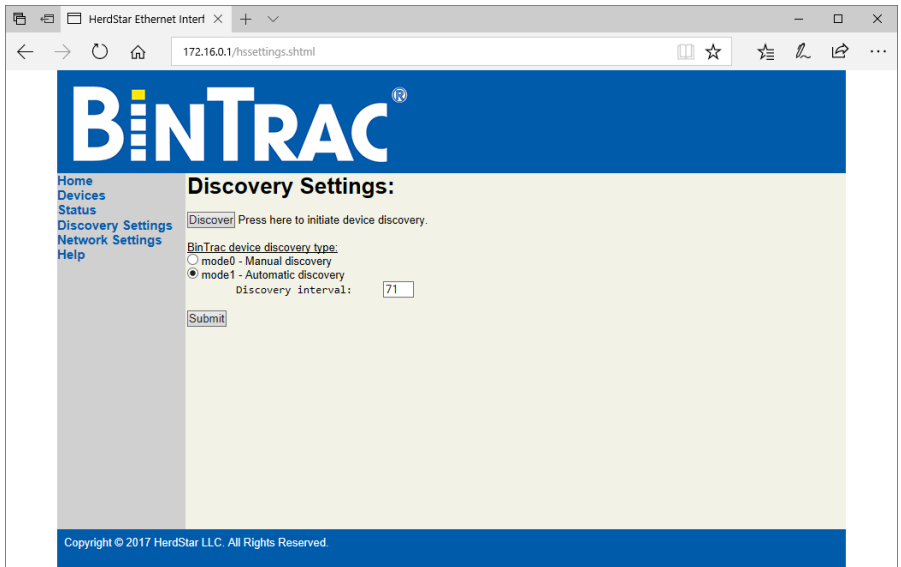 HerdStar Ethernet Interf
172.16.0.1/hssettings.shtml
BINTRAC®
Home
Devices
Status
Discovery Settings
Network Settings
Help
Discovery Settings:
Discover Press here to initiate device discovery.
BinTrac device discovery type:
mode0 - Manual discovery
mode1 - Automatic discovery
Discovery interval: 71
Submit
Copyright © 2017 HerdStar LLC. All Rights Reserved.